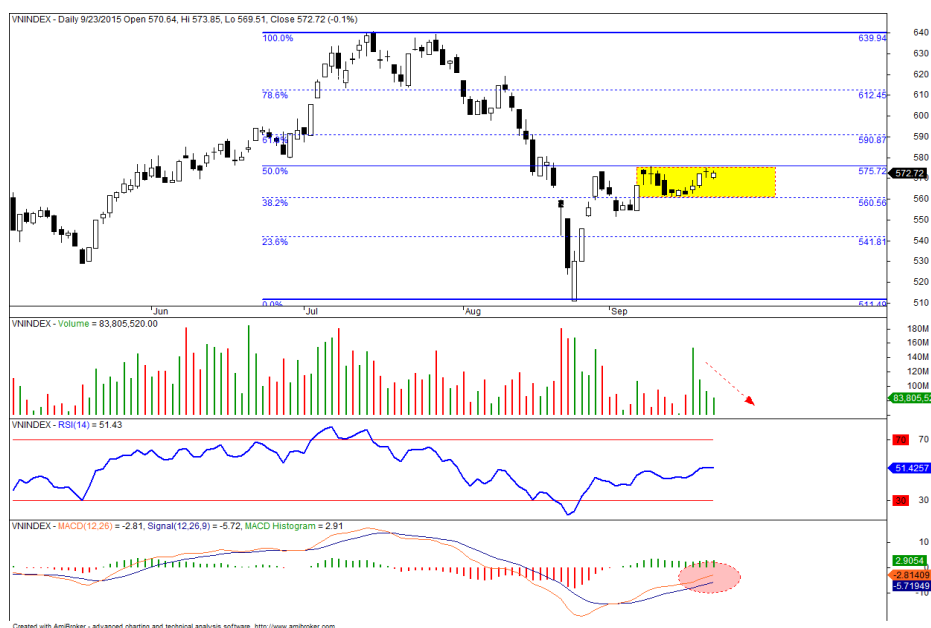 VNINDEX - Daily 9/23/2015 Open 570.64, Hi 573.85, Lo 569.51, Close 572.72 (-0.1%)
640
100.0%
639.94
630
620
78.6%
612.45
610
600
590.87
590
580
50.0%
575.72
572.72
38.2%
560.56
560
550
23.6%
541.81
540
530
520
0.0%
511.49
510
Jun
Jul
Aug
Sep
VNINDEX - Volume = 83,805,520.00
180M
160M
140M
120M
100M
83,805,52
VNINDEX - RSI(14) = 51.43
70
70
51.4257
30
30
VNINDEX - MACD(12,26) = -2.81, Signal(12,26,9) = -5.72, MACD Histogram = 2.91
10
2.9054
-2.81409
-5.71949
-10
Created with AmiBroker - advanced charting and technical analysis software. http://www.amibroker.com